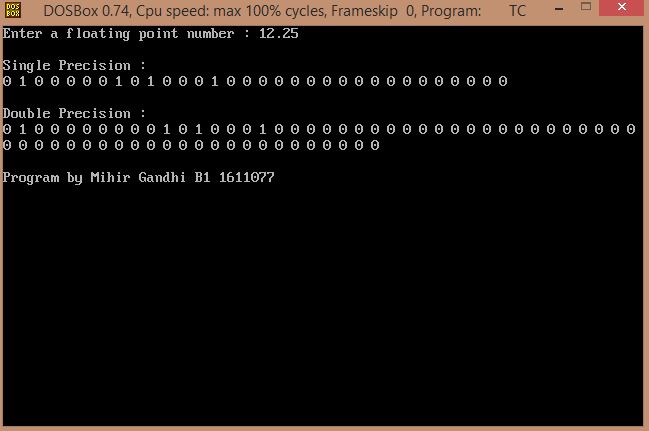 DOS BOX
DOSBox 0.74, Cpu speed: max 100% cycles, Frameskip 0, Program: TC
Enter a floating point number : 12.25
Single Precision :
0 1 0 0 0 0 0 1 0 1 0 0 0 1 0 0 0 0 0 0 0 0 0 0 0 0 0 0 0 0 0 0
Double Precision :
0 1 0 0 0 0 0 0 0 0 1 0 1 0 0 0 1 0 0 0 0 0 0 0 0 0 0 0 0 0 0 0 0 0 0 0 0 0 0 0
0 0 0 0 0 0 0 0 0 0 0 0 0 0 0 0 0 0 0 0 0 0 0 0
Program by Mihir Gandhi B1 1611077